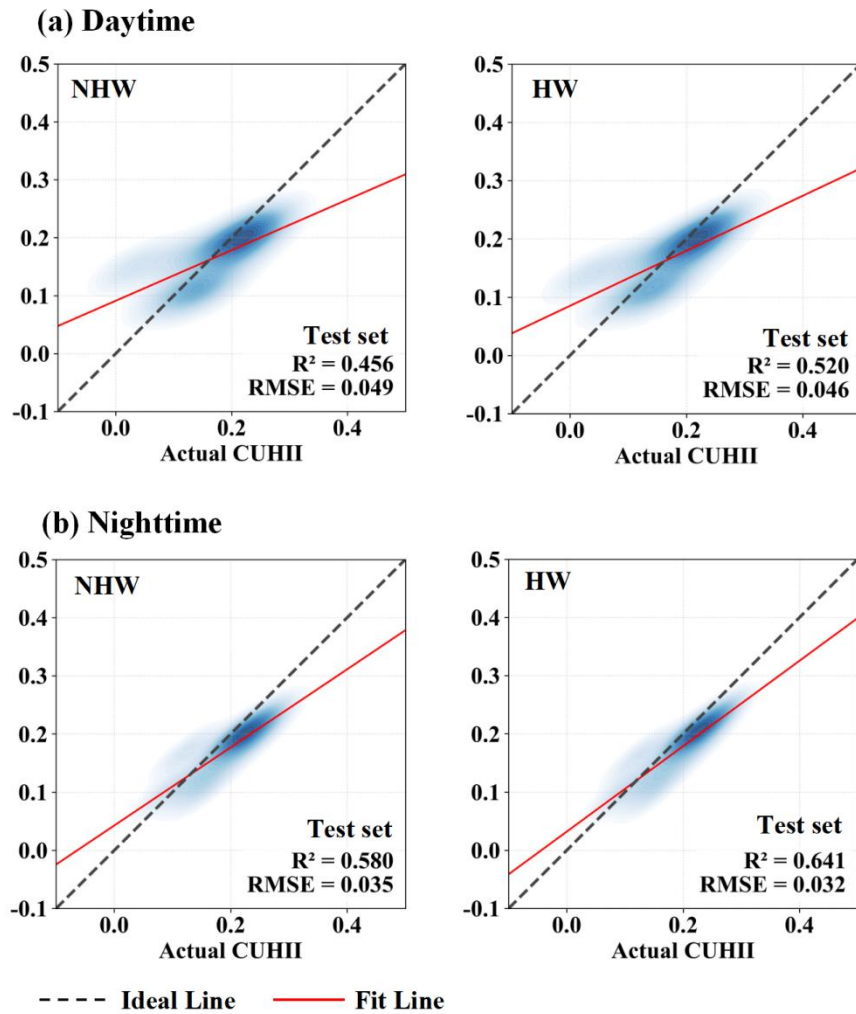 (a) Daytime
NHW
0.5
0.4
0.3
0.2
0.1
0.0
-0.1
0.0 0.2 0.4
Actual CUHII
Test set
R² = 0.456
RMSE = 0.049
HW
0.5
0.4
0.3
0.2
0.1
0.0
-0.1
0.0 0.2 0.4
Actual CUHII
Test set
R² = 0.520
RMSE = 0.046
(b) Nighttime
NHW
0.5
0.4
0.3
0.2
0.1
0.0
-0.1
0.0 0.2 0.4
Actual CUHII
Test set
R² = 0.580
RMSE = 0.035
HW
0.5
0.4
0.3
0.2
0.1
0.0
-0.1
0.0 0.2 0.4
Actual CUHII
Test set
R² = 0.641
RMSE = 0.032
Ideal Line Fit Line